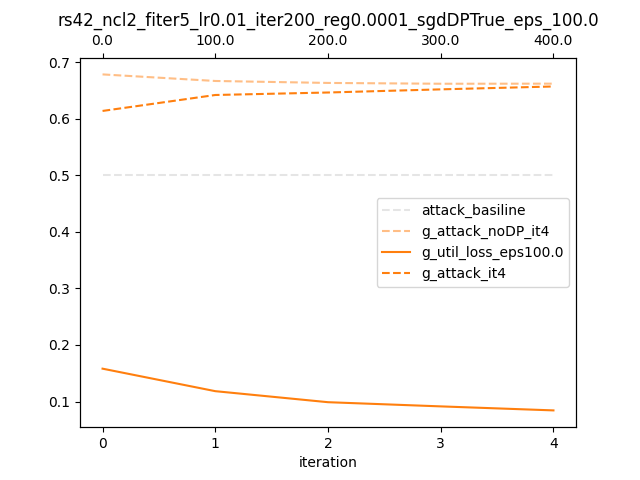 rs42_ncl2_fiter5_lr0.01_iter200_reg0.0001_sgdDPTrue_eps_100.0
0.0 100.0 200.0 300.0 400.0
0.7
0.6
0.5
0.4
0.3
0.2
0.1
attack_basiline
g_attack_noDP_it4
g_util_loss_eps100.0
g_attack_it4
0 1 2 3 4
iteration